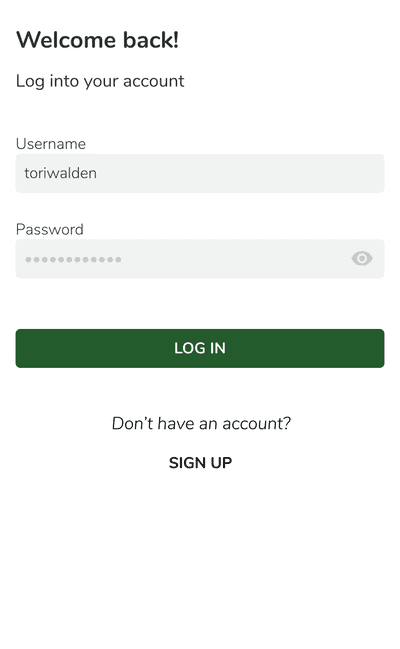 Welcome back!
Log into your account
Username
toriwalden
Password
••••••••••••
LOG IN
Don't have an account?
SIGN UP